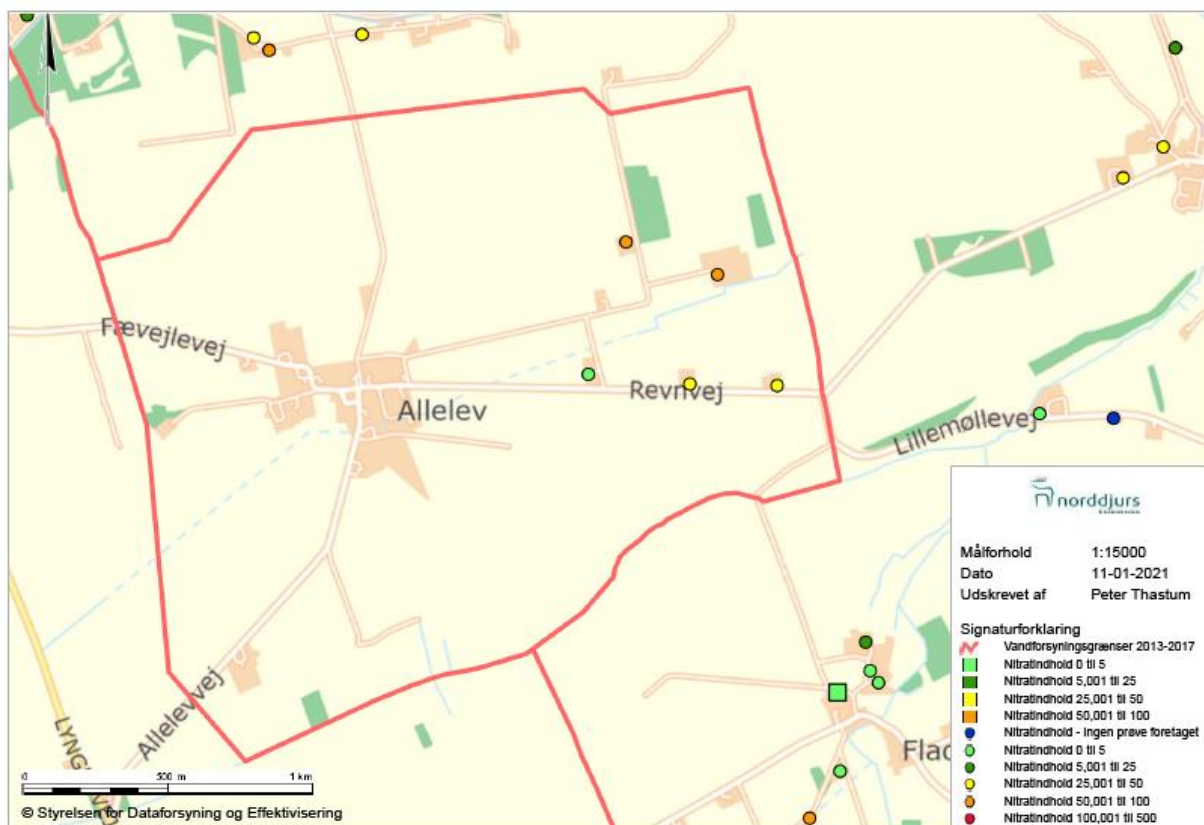 Fævejlevej
Allelev
Revnvej
Lillemøllevej
Allelevvej
norddjurs
Målforhold 1:15000
Dato 11-01-2021
Udskrevet af Peter Thastum
Signaturforklaring
Vandforsyningsgrænser 2013-2017
Nitratindhold 0 til 5
Nitratindhold 5,001 til 25
Nitratindhold 25,001 til 50
Nitratindhold 50,001 til 100
Nitratindhold - Ingen prøve foretaget
Nitratindhold 0 til 5
Nitratindhold 5,001 til 25
Nitratindhold 25,001 til 50
Nitratindhold 50,001 til 100
Nitratindhold 100,001 til 500
Flad
0 500 m 1 km
© Styrelsen for Dataforsyning og Effektivisering